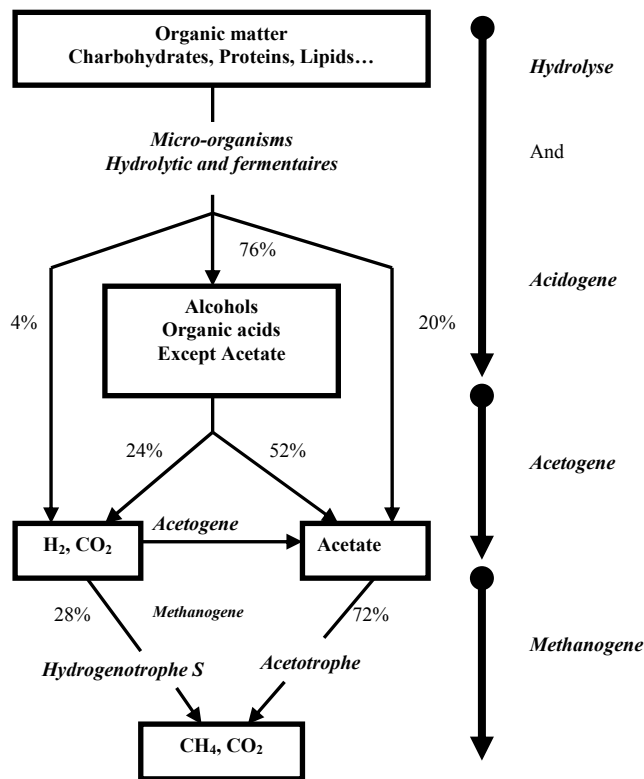 Organic matter
Charbohydrates, Proteins, Lipids…
Hydrolyse
Micro-organisms
Hydrolytic and fermentaires
And
76%
Acidogene
4%
Alcohols
Organic acids
Except Acetate
20%
24%
52%
Acetogene
H₂, CO₂
Acetogene
Acetate
28%
Methanogene
72%
Methanogene
Hydrogenotrophe S
Acetotrophe
CH₄, CO₂